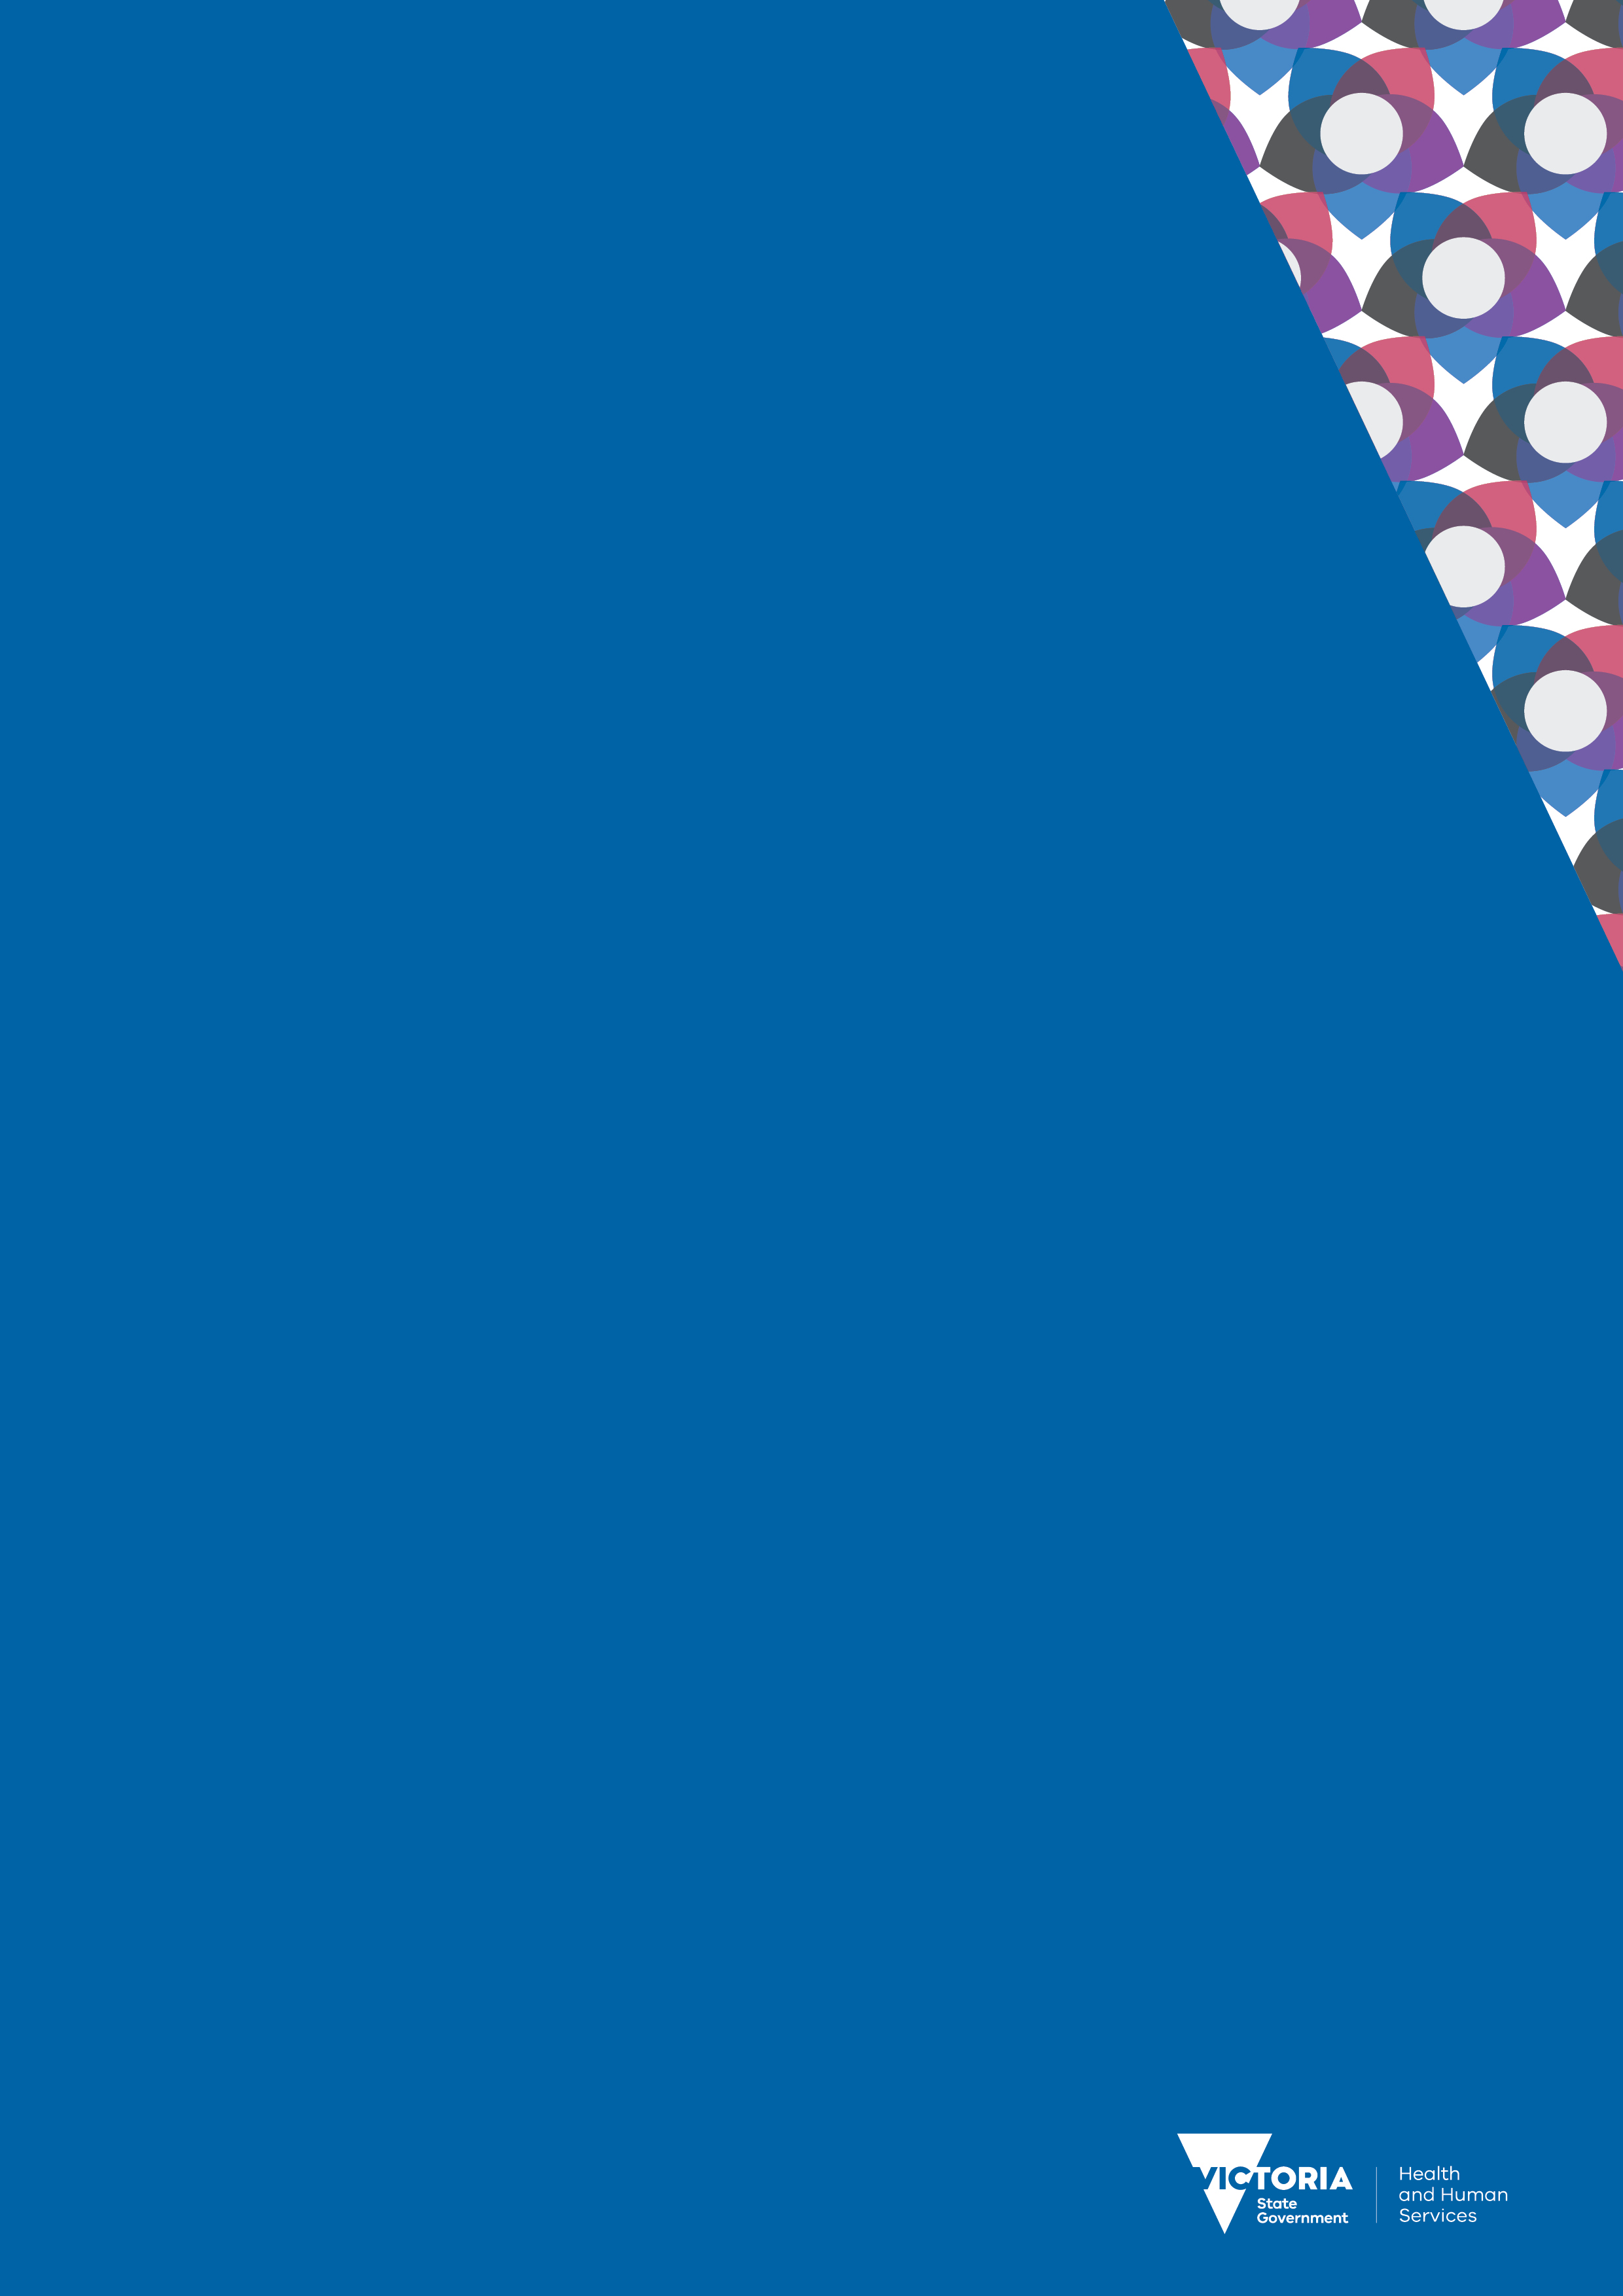 VICTORIA
State
Government
Health
and Human
Services